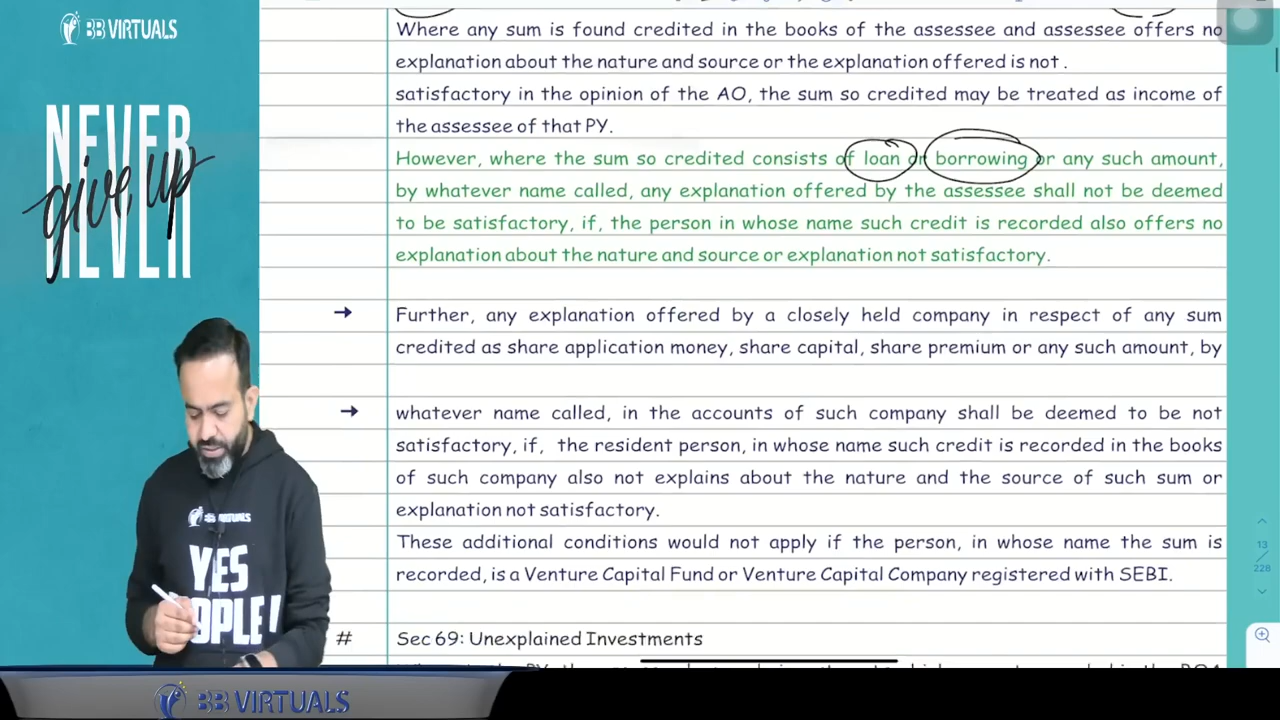 BB VIRTUALS
NEVER
give up
NEVER
Where any sum is found credited in the books of the assessee and assessee offers no
explanation about the nature and source or the explanation offered is not .
satisfactory in the opinion of the AO, the sum so credited may be treated as income of
the assessee of that PY.
However, where the sum so credited consists of loan or borrowing or any such amount,
by whatever name called, any explanation offered by the assessee shall not be deemed
to be satisfactory, if, the person in whose name such credit is recorded also offers no
explanation about the nature and source or explanation not satisfactory.
→ Further, any explanation offered by a closely held company in respect of any sum
credited as share application money, share capital, share premium or any such amount, by
→ whatever name called, in the accounts of such company shall be deemed to be not
satisfactory, if, the resident person, in whose name such credit is recorded in the books
of such company also not explains about the nature and the source of such sum or
explanation not satisfactory.
These additional conditions would not apply if the person, in whose name the sum is
recorded, is a Venture Capital Fund or Venture Capital Company registered with SEBI.
# Sec 69: Unexplained Investments
13
228
BB VIRTUALS
YES
OPLE!
BB VIRTUALS